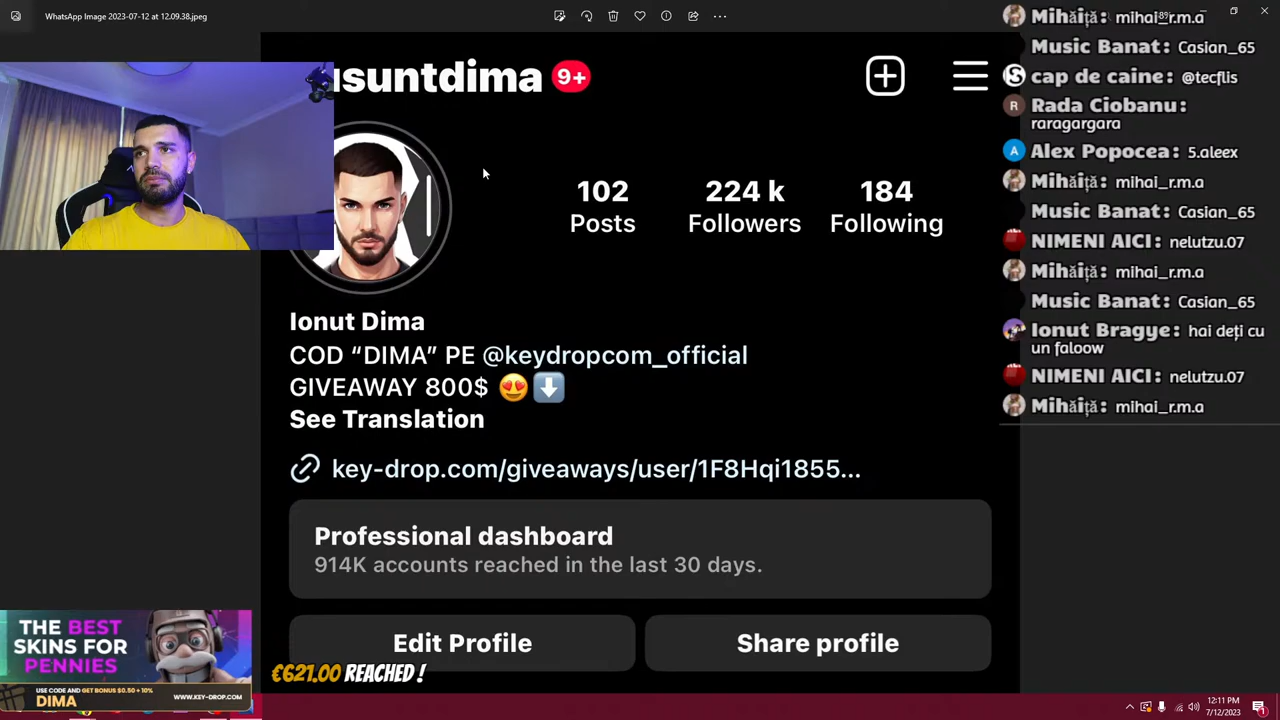 WhatsApp Image 2023-07-12 at 12.09.38.jpeg
usuntdima 9+
102 224 k 184
Posts Followers Following
Ionut Dima
COD “DIMA” PE @keydropcom_official
GIVEAWAY 800$ 😍⬇️
See Translation
key-drop.com/giveaways/user/1F8Hqi1855...
Professional dashboard
914K accounts reached in the last 30 days.
Edit Profile Share profile
€621.00 REACHED !
THE BEST
SKINS FOR
PENNIES
USE CODE AND GET BONUS $0.50 + 10%
DIMA
WWW.KEY-DROP.COM
Mihăiță: mihai_r.m.a
Music Banat: Casian_65
cap de caine: @tecflis
Rada Ciobanu:
raragargara
Alex Popocea: 5.aleex
Mihăiță: mihai_r.m.a
Music Banat: Casian_65
NIMENI AICI: nelutzu.07
Mihăiță: mihai_r.m.a
Music Banat: Casian_65
Ionut Bragye: hai deți cu
un faloow
NIMENI AICI: nelutzu.07
Mihăiță: mihai_r.m.a
12:11 PM
7/12/2023